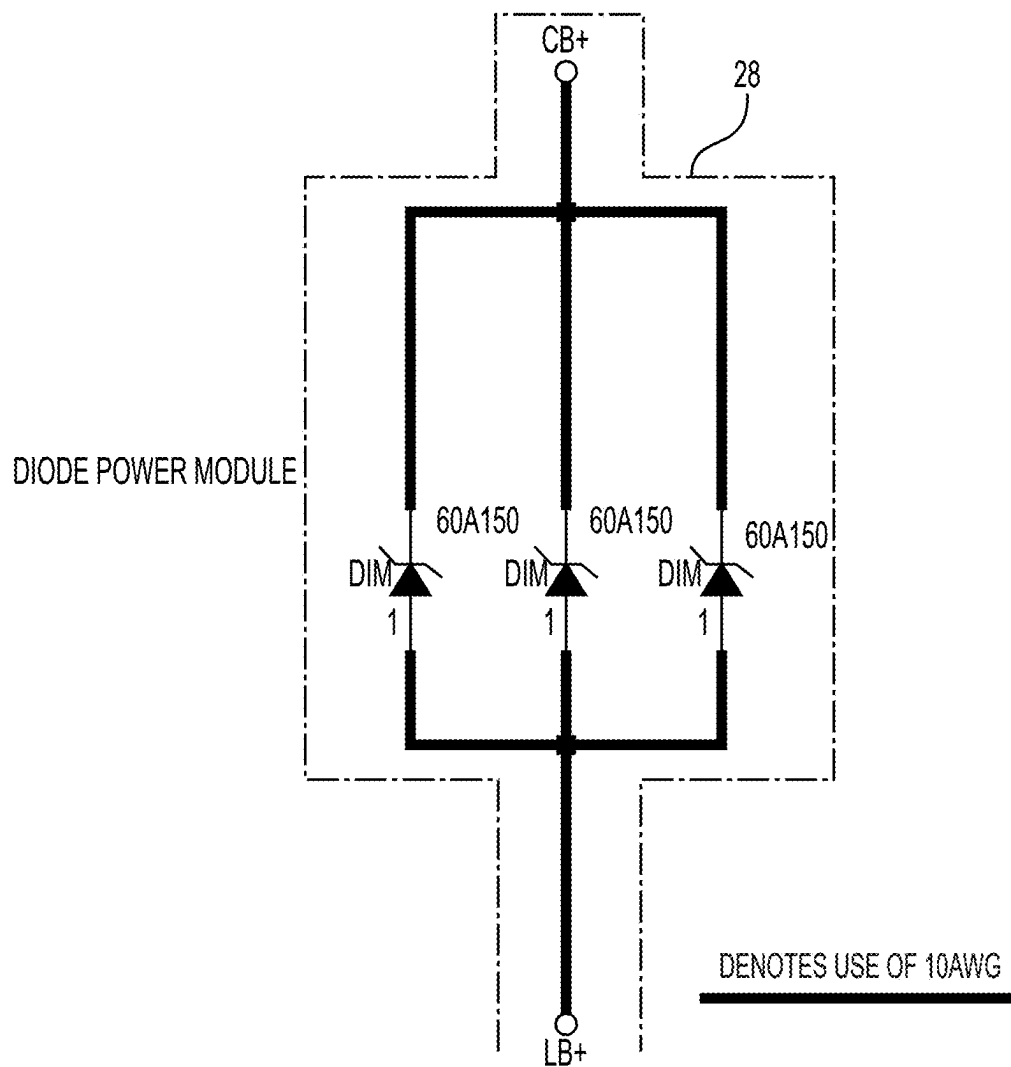 CB+
28
DIODE POWER MODULE
60A150
60A150
60A150
DIM
DIM
DIM
1
1
1
DENOTES USE OF 10AWG
LB+